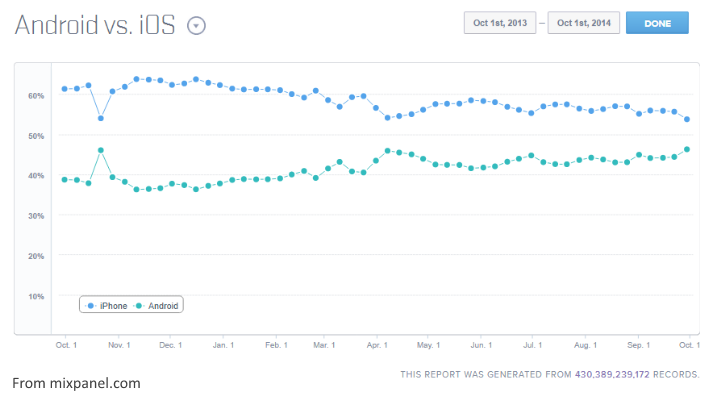 Android vs. iOS
Oct 1st, 2013 – Oct 1st, 2014 DONE
60%
50%
40%
30%
20%
10%
iPhone Android
Oct. 1 Nov. 1 Dec. 1 Jan. 1 Feb. 1 Mar. 1 Apr. 1 May. 1 Jun. 1 Jul. 1 Aug. 1 Sep. 1 Oct. 1
THIS REPORT WAS GENERATED FROM 430,389,239,172 RECORDS.
From mixpanel.com